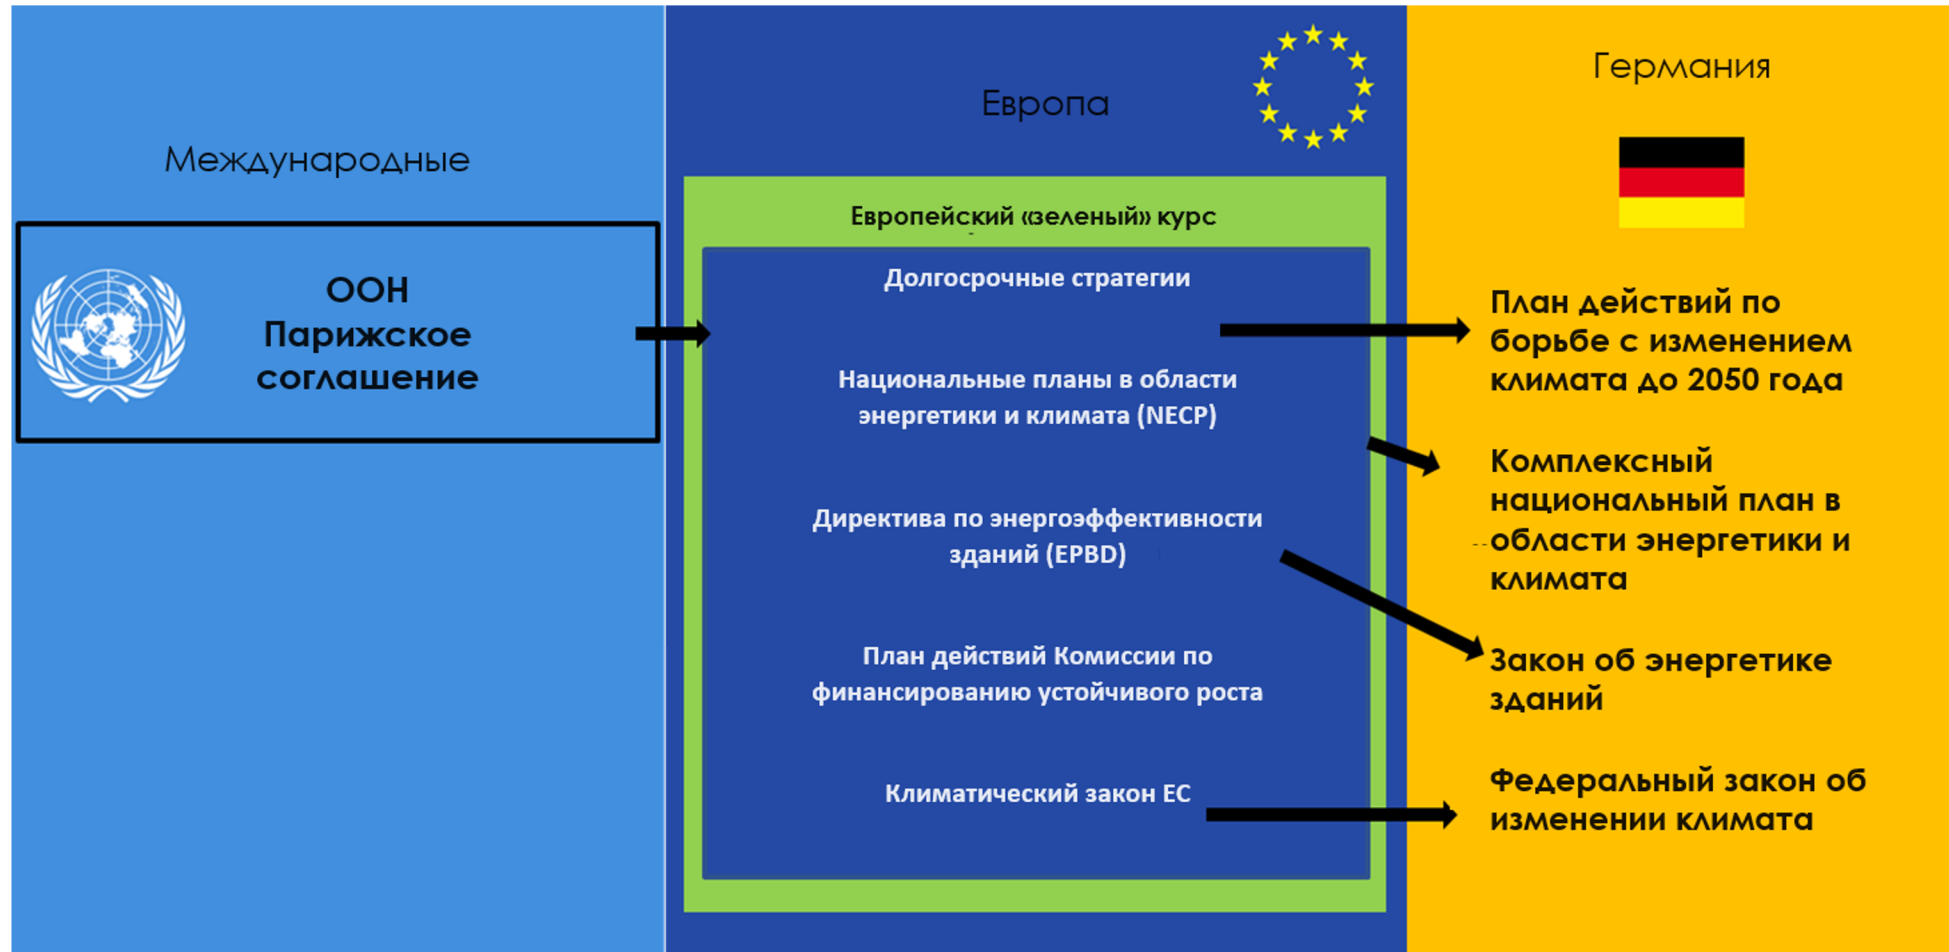 Международные
ООН
Парижское
соглашение
Европа
Европейский «зеленый» курс
Долгосрочные стратегии
Национальные планы в области
энергетики и климата (NECP)
Директива по энергоэффективности
зданий (EPBD)
План действий Комиссии по
финансированию устойчивого роста
Климатический закон ЕС
Германия
План действий по
борьбе с изменением
климата до 2050 года
Комплексный
национальный план в
области энергетики и
климата
Закон об энергетике
зданий
Федеральный закон об
изменении климата